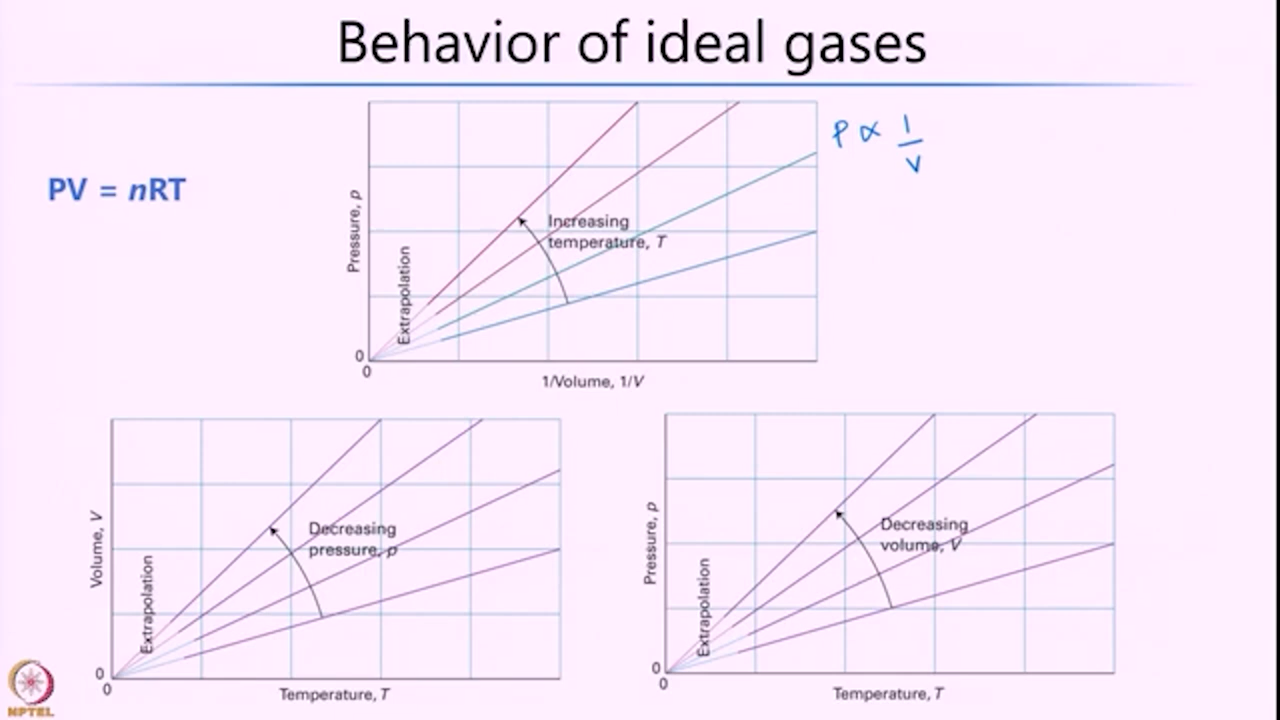 Behavior of ideal gases
PV = nRT
P ∝ 1/V
Pressure, p
Extrapolation
Increasing
temperature, T
0
0
1/Volume, 1/V
Volume, V
Extrapolation
Decreasing
pressure, p
0
0
Temperature, T
Pressure, p
Extrapolation
Decreasing
volume, V
0
0
Temperature, T
NPTEL